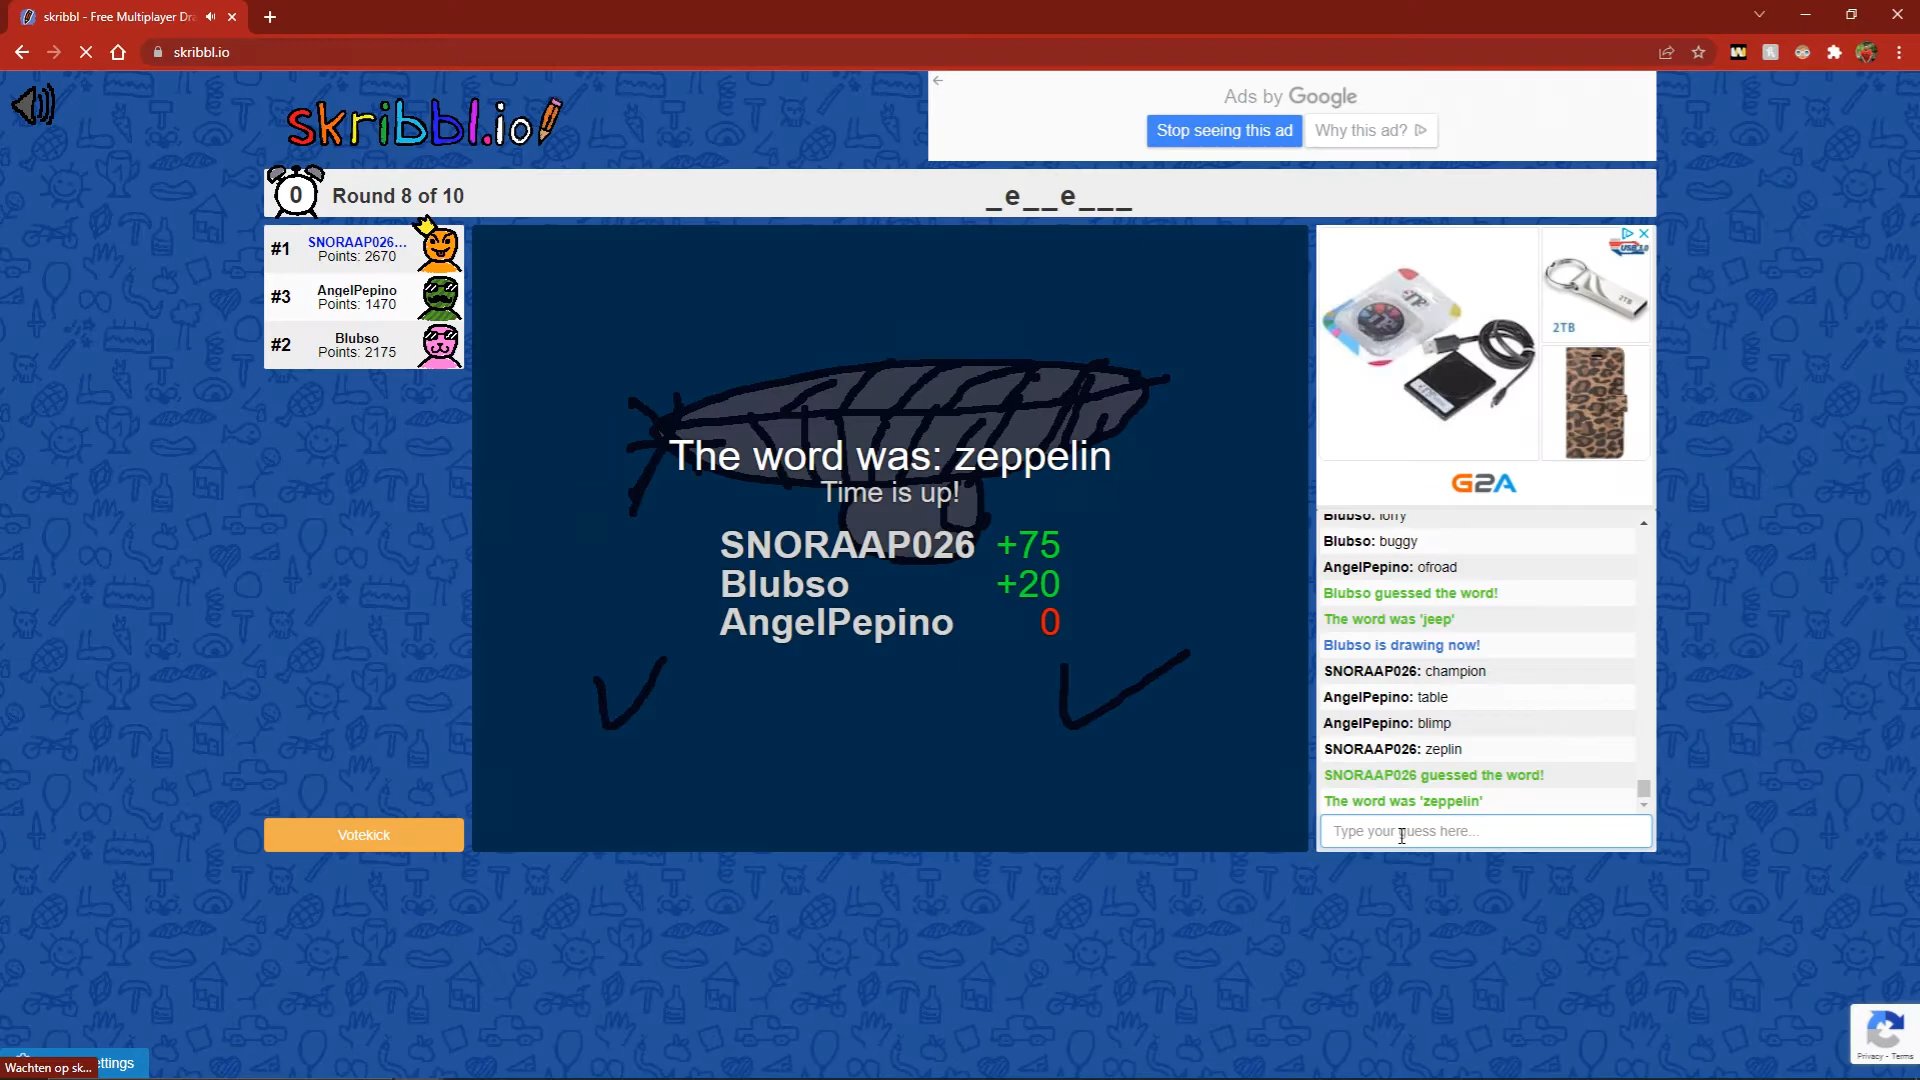 skribbl - Free Multiplayer Dra
skribbl.io
skribbl.io
Ads by Google
Stop seeing this ad
Why this ad?
0
Round 8 of 10
_e__e___
#1
SNORAAP026...
Points: 2670
#3
AngelPepino
Points: 1470
#2
Blubso
Points: 2175
The word was: zeppelin
Time is up!
SNORAAP026 +75
Blubso +20
AngelPepino 0
2TB
G2A
Blubso: lorry
Blubso: buggy
AngelPepino: ofroad
Blubso guessed the word!
The word was 'jeep'
Blubso is drawing now!
SNORAAP026: champion
AngelPepino: table
AngelPepino: blimp
SNORAAP026: zeplin
SNORAAP026 guessed the word!
The word was 'zeppelin'
Type your guess here...
Votekick
Wachten op sk...
ettings
Privacy - Terms